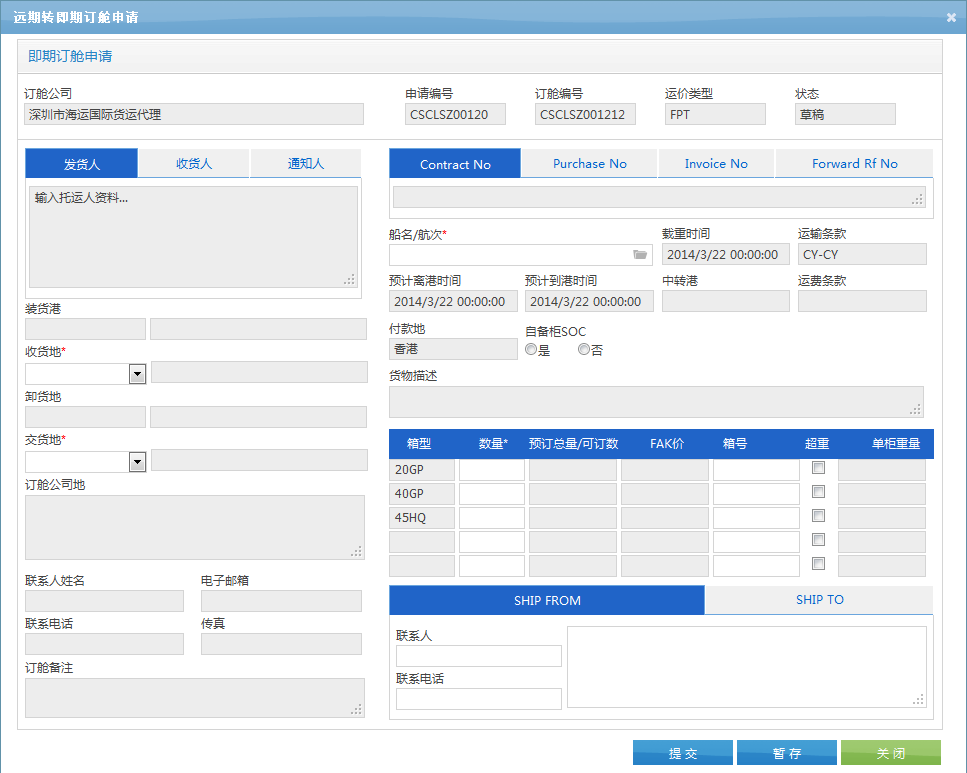 远期转即期订舱申请
即期订舱申请
订舱公司 申请编号 订舱编号 运价类型 状态
深圳市海运国际货运代理 CSCLSZ00120 CSCLSZ001212 FPT 草稿
发货人 收货人 通知人
输入托运人资料...
装货港
收货地*
卸货地
交货地*
订舱公司地
联系人姓名 电子邮箱
联系电话 传真
订舱备注
Contract No Purchase No Invoice No Forward Rf No
船名/航次* 载重时间 运输条款
2014/3/22 00:00:00 CY-CY
预计离港时间 预计到港时间 中转港 运费条款
2014/3/22 00:00:00 2014/3/22 00:00:00
付款地 自备柜SOC
香港 是 否
货物描述
箱型 数量* 预订总量/可订数 FAK价 箱号 超重 单柜重量
20GP
40GP
45HQ
SHIP FROM SHIP TO
联系人
联系电话
提 交 暂 存 关 闭